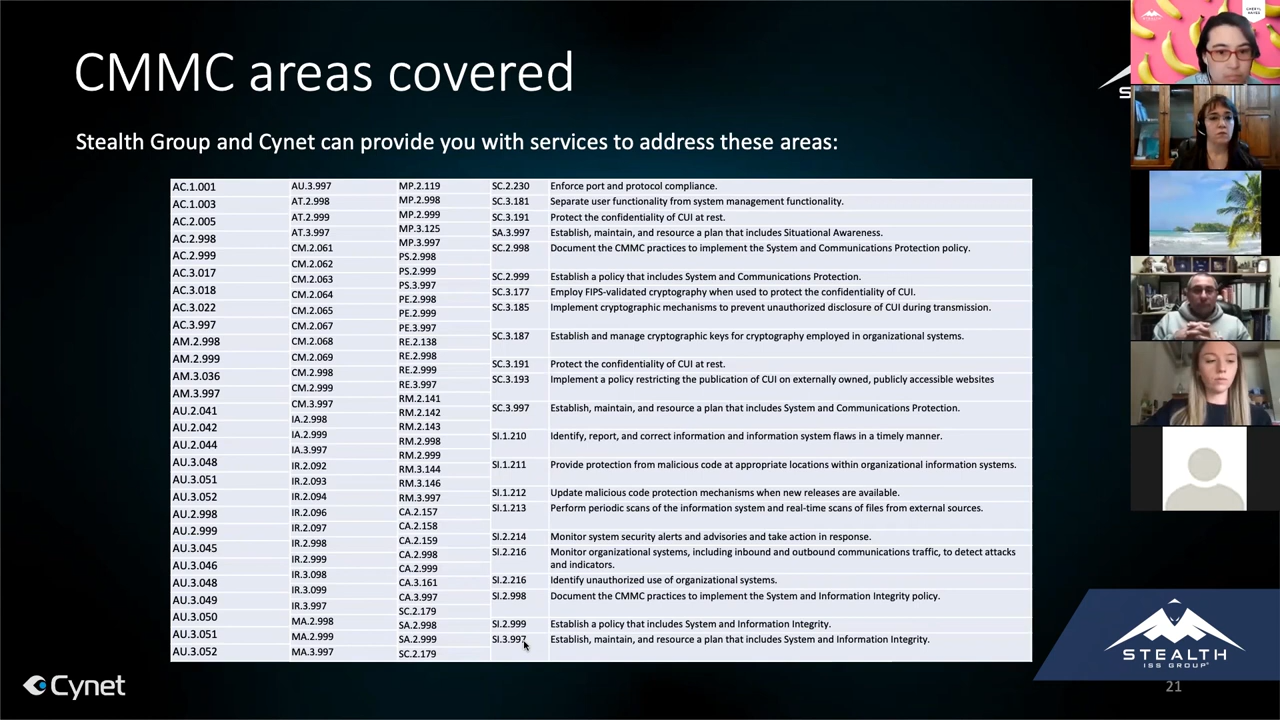 CMMC areas covered
Stealth Group and Cynet can provide you with services to address these areas:
AC.1.001
AC.1.003
AC.2.005
AC.2.998
AC.2.999
AC.3.017
AC.3.018
AC.3.022
AC.3.997
AM.2.998
AM.2.999
AM.3.036
AM.3.997
AU.2.041
AU.2.042
AU.2.044
AU.3.048
AU.3.051
AU.3.052
AU.2.998
AU.2.999
AU.3.045
AU.3.046
AU.3.048
AU.3.049
AU.3.050
AU.3.051
AU.3.052
AU.3.997
AT.2.998
AT.2.999
AT.3.997
CM.2.061
CM.2.062
CM.2.063
CM.2.064
CM.2.065
CM.2.067
CM.2.068
CM.2.069
CM.2.998
CM.2.999
CM.3.997
IA.2.998
IA.2.999
IA.3.997
IR.2.092
IR.2.093
IR.2.094
IR.2.096
IR.2.097
IR.2.998
IR.2.999
IR.3.098
IR.3.099
IR.3.997
MA.2.998
MA.2.999
MA.3.997
MP.2.119
MP.2.998
MP.2.999
MP.3.125
MP.3.997
PS.2.998
PS.2.999
PS.3.997
PE.2.998
PE.2.999
PE.3.997
RE.2.138
RE.2.998
RE.2.999
RE.3.997
RM.2.141
RM.2.142
RM.2.143
RM.2.998
RM.2.999
RM.3.144
RM.3.146
RM.3.997
CA.2.157
CA.2.158
CA.2.159
CA.2.998
CA.2.999
CA.3.161
CA.3.997
SC.2.179
SA.2.998
SA.2.999
SC.2.179
SC.2.230 Enforce port and protocol compliance.
SC.3.181 Separate user functionality from system management functionality.
SC.3.191 Protect the confidentiality of CUI at rest.
SA.3.997 Establish, maintain, and resource a plan that includes Situational Awareness.
SC.2.998 Document the CMMC practices to implement the System and Communications Protection policy.
SC.2.999 Establish a policy that includes System and Communications Protection.
SC.3.177 Employ FIPS-validated cryptography when used to protect the confidentiality of CUI.
SC.3.185 Implement cryptographic mechanisms to prevent unauthorized disclosure of CUI during transmission.
SC.3.187 Establish and manage cryptographic keys for cryptography employed in organizational systems.
SC.3.191 Protect the confidentiality of CUI at rest.
SC.3.193 Implement a policy restricting the publication of CUI on externally owned, publicly accessible websites
SC.3.997 Establish, maintain, and resource a plan that includes System and Communications Protection.
SI.1.210 Identify, report, and correct information and information system flaws in a timely manner.
SI.1.211 Provide protection from malicious code at appropriate locations within organizational information systems.
SI.1.212 Update malicious code protection mechanisms when new releases are available.
SI.1.213 Perform periodic scans of the information system and real-time scans of files from external sources.
SI.2.214 Monitor system security alerts and advisories and take action in response.
SI.2.216 Monitor organizational systems, including inbound and outbound communications traffic, to detect attacks
and indicators.
SI.2.216 Identify unauthorized use of organizational systems.
SI.2.998 Document the CMMC practices to implement the System and Information Integrity policy.
SI.2.999 Establish a policy that includes System and Information Integrity.
SI.3.997 Establish, maintain, and resource a plan that includes System and Information Integrity.
Cynet
STEALTH
ISS GROUP
21
S
CHERYL
HAYES